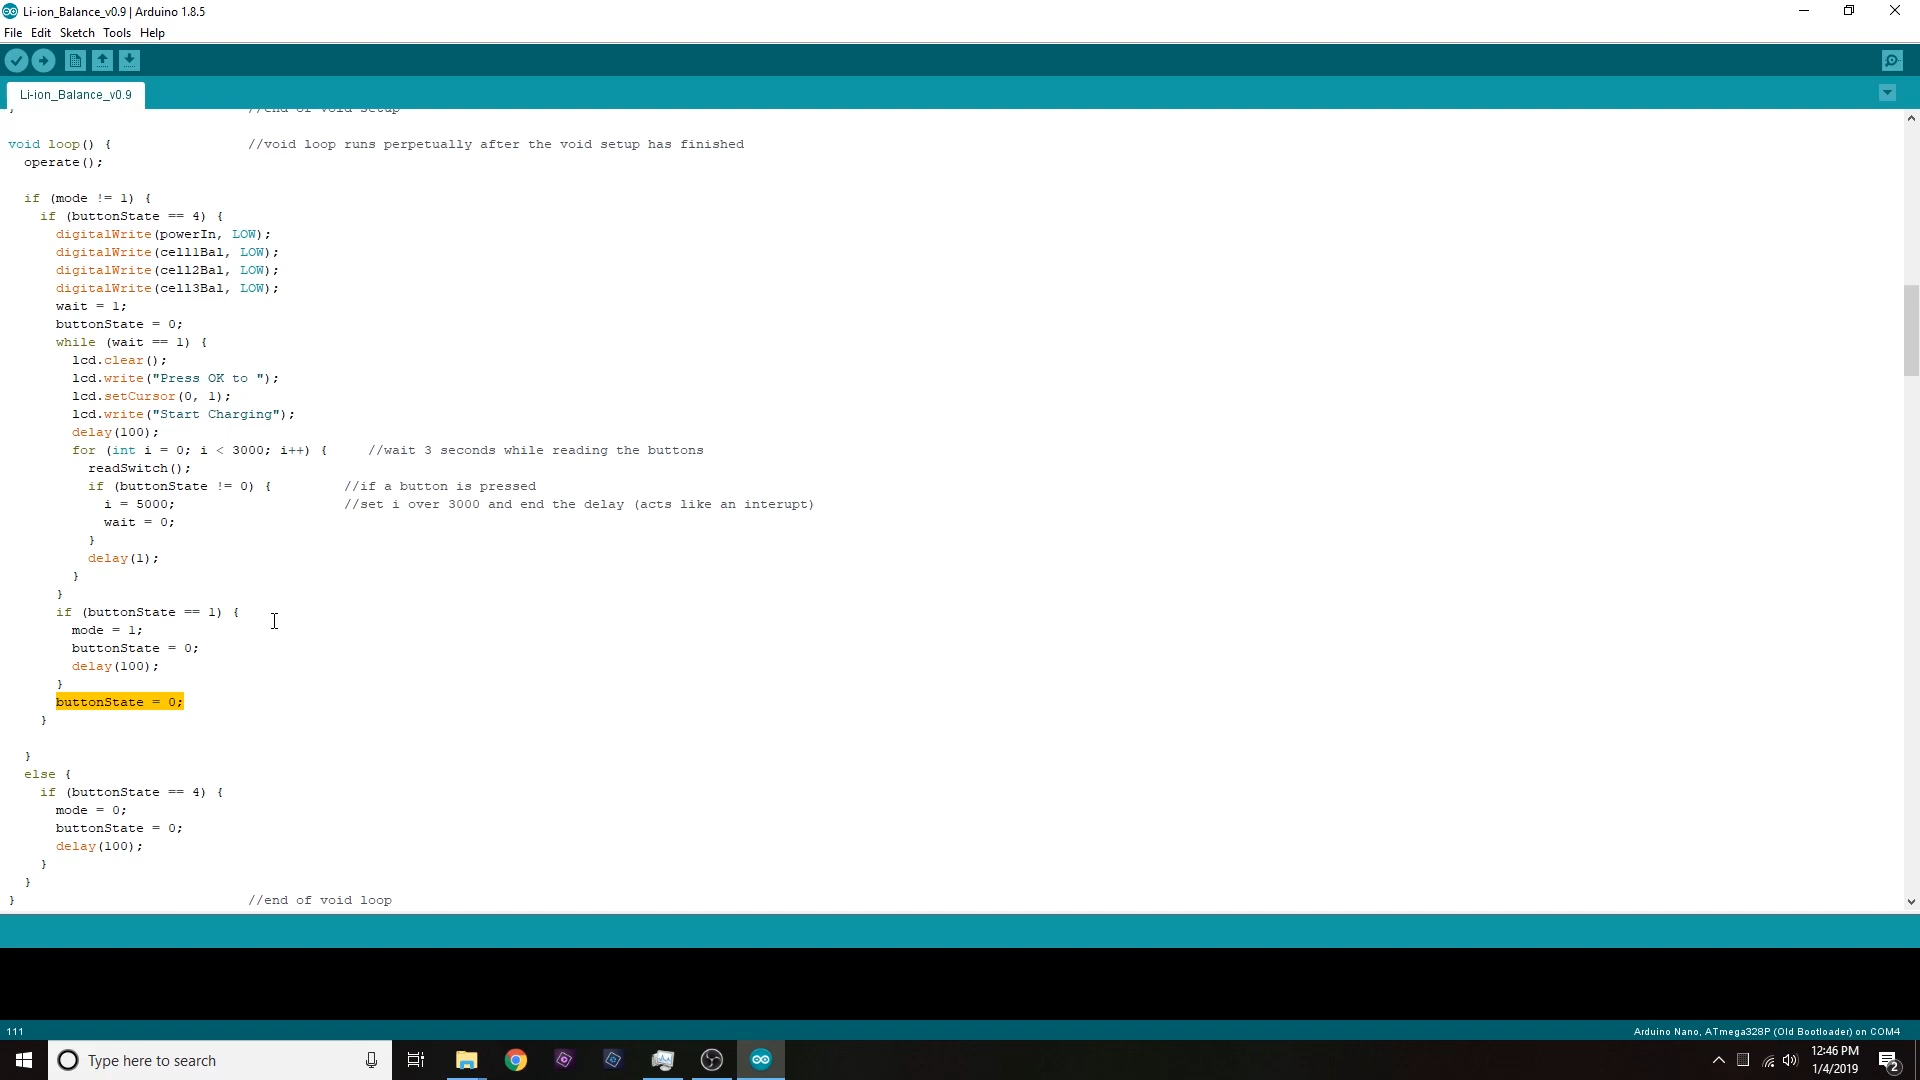 Li-ion_Balance_v0.9 | Arduino 1.8.5
File Edit Sketch Tools Help
Li-ion_Balance_v0.9
} //end of void setup
void loop() { //void loop runs perpetually after the void setup has finished
operate();
if (mode != 1) {
if (buttonState == 4) {
digitalWrite(powerIn, LOW);
digitalWrite(cell1Bal, LOW);
digitalWrite(cell2Bal, LOW);
digitalWrite(cell3Bal, LOW);
wait = 1;
buttonState = 0;
while (wait == 1) {
lcd.clear();
lcd.write("Press OK to ");
lcd.setCursor(0, 1);
lcd.write("Start Charging");
delay(100);
for (int i = 0; i < 3000; i++) { //wait 3 seconds while reading the buttons
readSwitch();
if (buttonState != 0) { //if a button is pressed
i = 5000; //set i over 3000 and end the delay (acts like an interupt)
wait = 0;
}
delay(1);
}
}
if (buttonState == 1) {
mode = 1;
buttonState = 0;
delay(100);
}
buttonState = 0;
}
}
else {
if (buttonState == 4) {
mode = 0;
buttonState = 0;
delay(100);
}
}
} //end of void loop
111 Arduino Nano, ATmega328P (Old Bootloader) on COM4
Type here to search
12:46 PM
1/4/2019
2